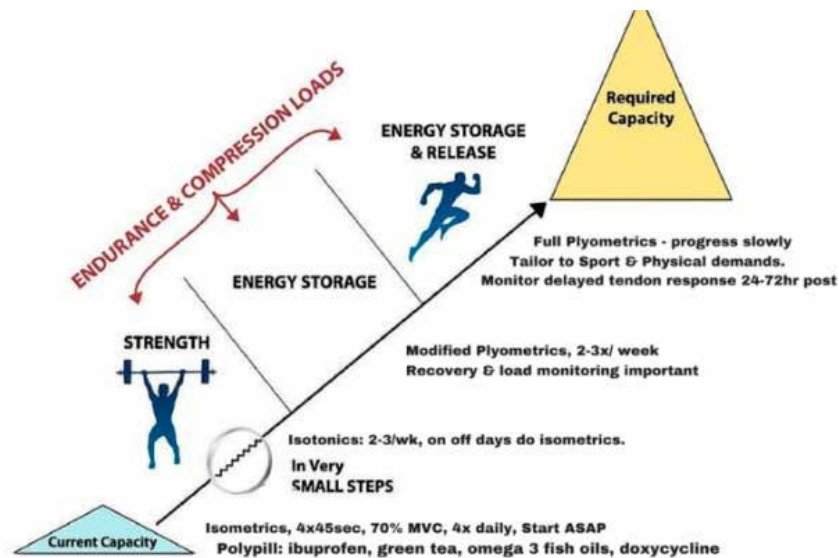 Required
Capacity
ENDURANCE & COMPRESSION LOADS
ENERGY STORAGE
& RELEASE
Full Plyometrics - progress slowly
Tailor to Sport & Physical demands.
Monitor delayed tendon response 24-72hr post
ENERGY STORAGE
STRENGTH
Modified Plyometrics, 2-3x/ week
Recovery & load monitoring important
Isotonics: 2-3/wk, on off days do isometrics.
In Very
SMALL STEPS
Current Capacity
Isometrics, 4x45sec, 70% MVC, 4x daily, Start ASAP
Polypill: ibuprofen, green tea, omega 3 fish oils, doxycycline